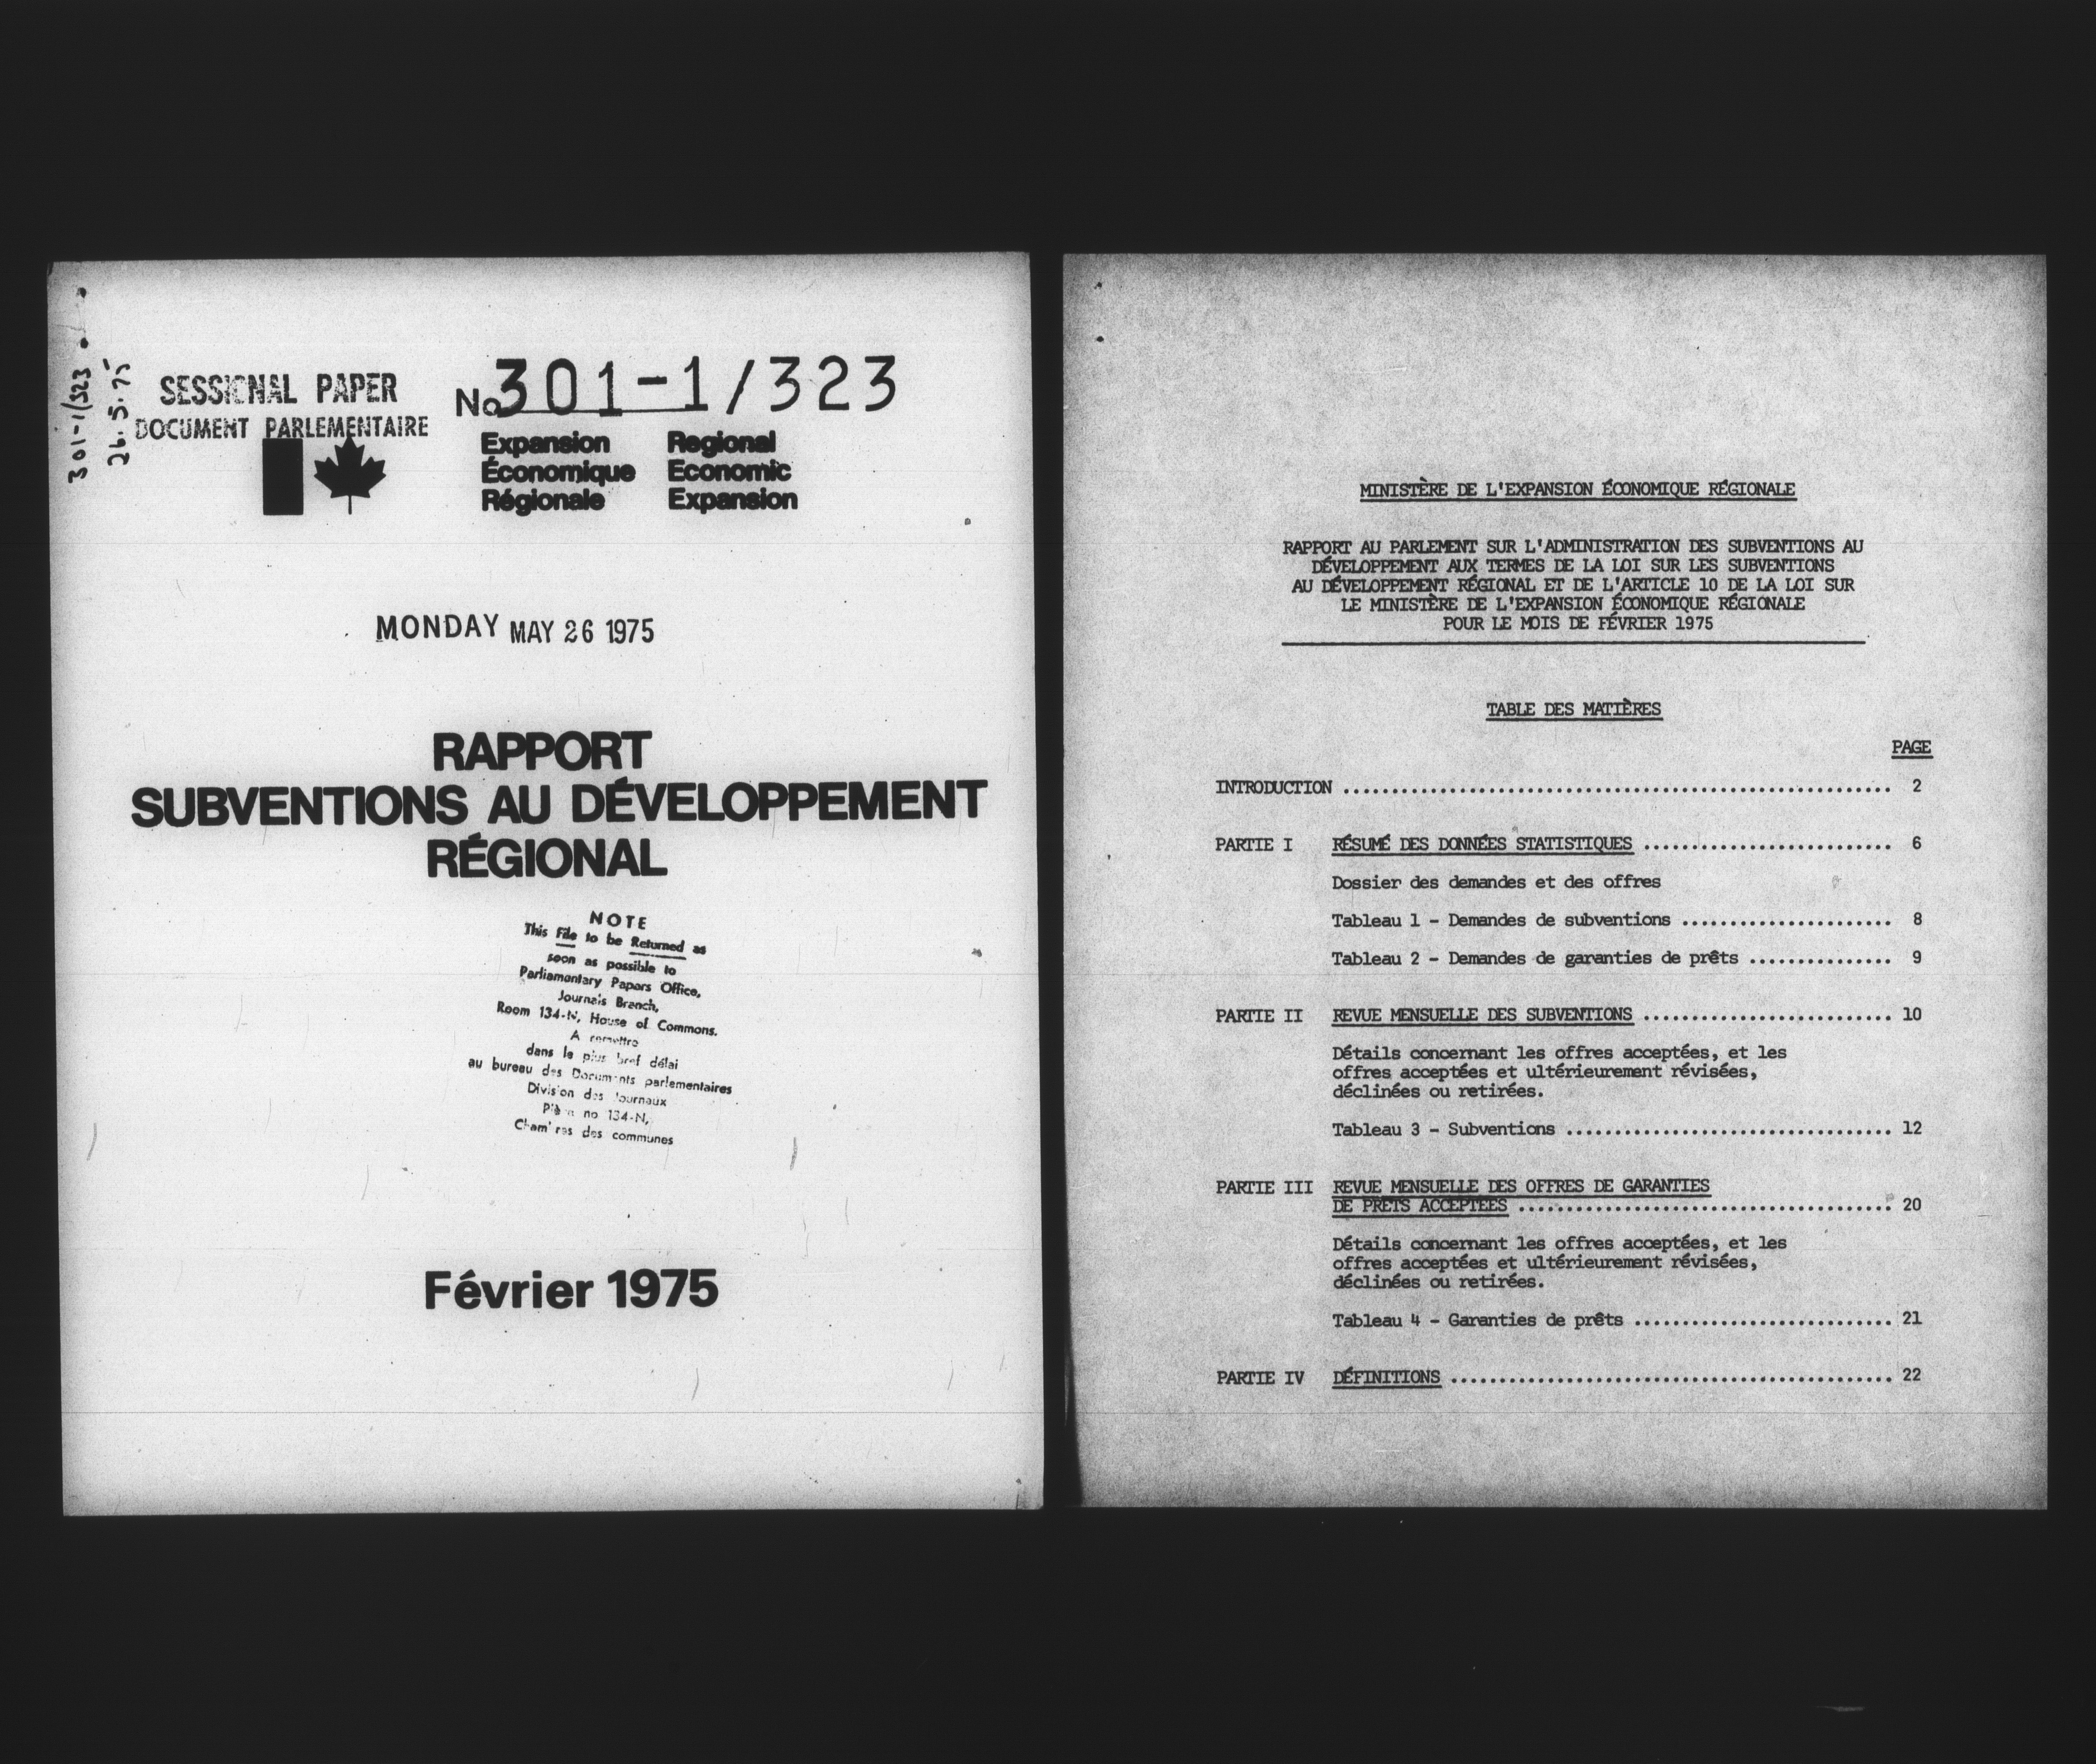 301-1/323
26.5.75
SESSIONAL PAPER
DOCUMENT PARLEMENTAIRE
No 301-1/323
Expansion Économique Régionale
Regional Economic Expansion
MONDAY MAY 26 1975
RAPPORT
SUBVENTIONS AU DÉVELOPPEMENT
RÉGIONAL
NOTE
This File to be Returned as
soon as possible to
Parliamentary Papers Office,
Journals Branch,
Room 134-N, House of Commons.
A remettre
dans le plus bref délai
au bureau des Documents parlementaires
Division des Journaux
Pièce no 134-N,
Chambres des communes
Février 1975
MINISTÈRE DE L'EXPANSION ÉCONOMIQUE RÉGIONALE
RAPPORT AU PARLEMENT SUR L'ADMINISTRATION DES SUBVENTIONS AU
DÉVELOPPEMENT AUX TERMES DE LA LOI SUR LES SUBVENTIONS
AU DÉVELOPPEMENT RÉGIONAL ET DE L'ARTICLE 10 DE LA LOI SUR
LE MINISTÈRE DE L'EXPANSION ÉCONOMIQUE RÉGIONALE
POUR LE MOIS DE FÉVRIER 1975
TABLE DES MATIÈRES
PAGE
INTRODUCTION ........................................................ 2
PARTIE I RÉSUMÉ DES DONNÉES STATISTIQUES .......................... 6
Dossier des demandes et des offres
Tableau 1 - Demandes de subventions ...................... 8
Tableau 2 - Demandes de garanties de prêts ............... 9
PARTIE II REVUE MENSUELLE DES SUBVENTIONS .......................... 10
Détails concernant les offres acceptées, et les
offres acceptées et ultérieurement révisées,
déclinées ou retirées.
Tableau 3 - Subventions .................................. 12
PARTIE III REVUE MENSUELLE DES OFFRES DE GARANTIES
DE PRÊTS ACCEPTÉES ....................................... 20
Détails concernant les offres acceptées, et les
offres acceptées et ultérieurement révisées,
déclinées ou retirées.
Tableau 4 - Garanties de prêts ........................... 21
PARTIE IV DÉFINITIONS .............................................. 22